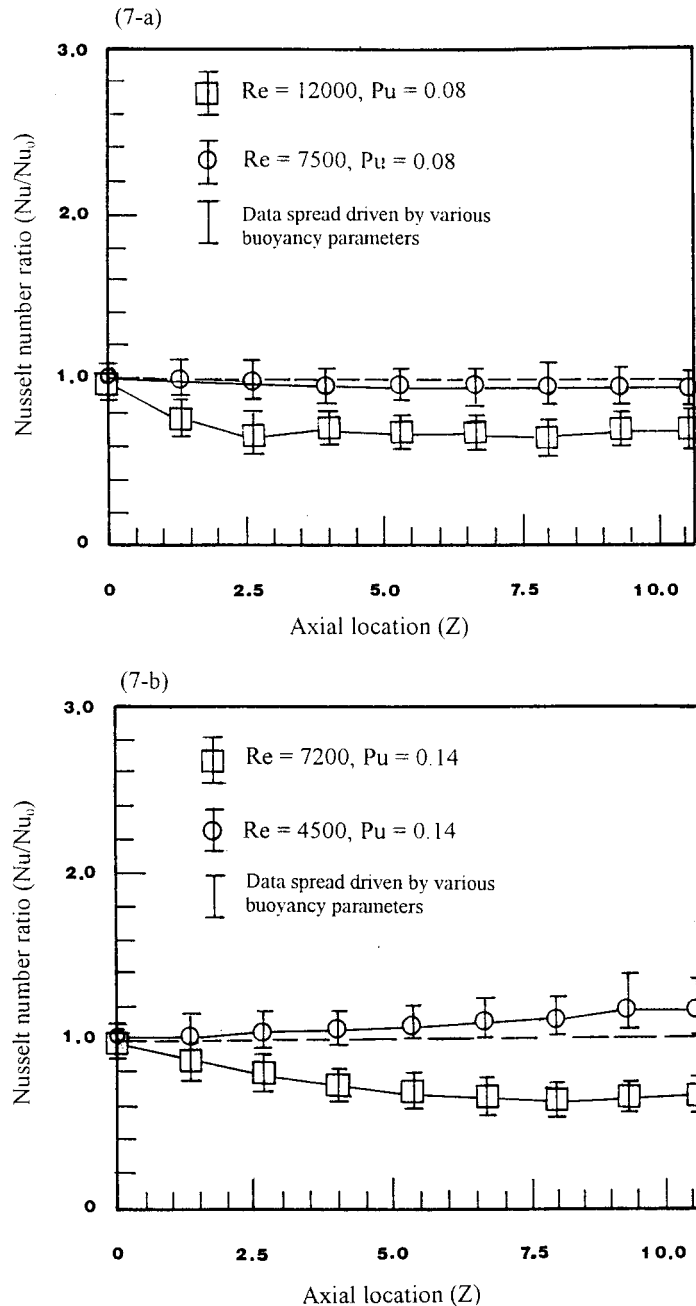 (7-a)
3.0
Re = 12000, Pu = 0.08
Re = 7500, Pu = 0.08
Data spread driven by various
buoyancy parameters
2.0
1.0
0
Nusselt number ratio (Nu/Nu₀)
0 2.5 5.0 7.5 10.0
Axial location (Z)
(7-b)
3.0
Re = 7200, Pu = 0.14
Re = 4500, Pu = 0.14
Data spread driven by various
buoyancy parameters
2.0
1.0
0
Nusselt number ratio (Nu/Nu₀)
0 2.5 5.0 7.5 10.0
Axial location (Z)